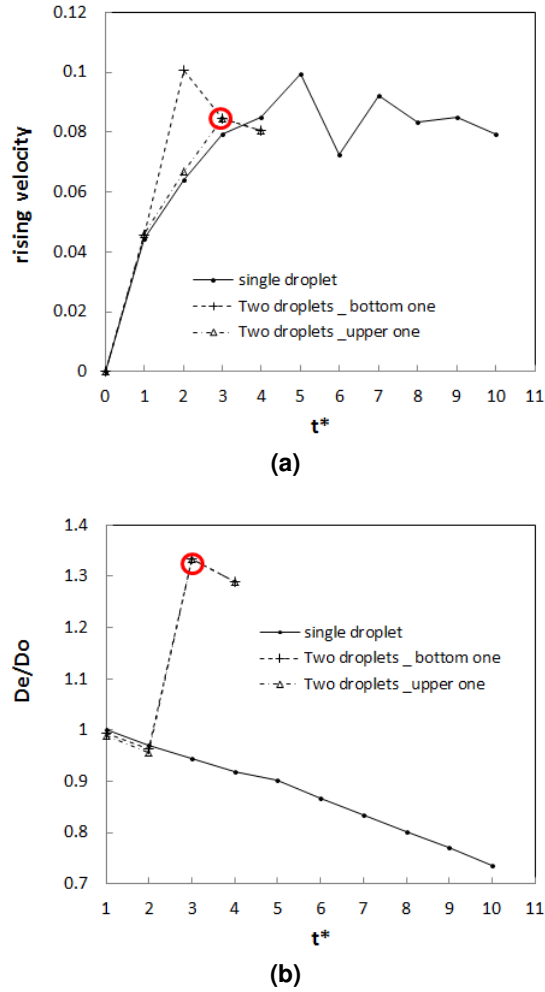 0.12
0.1
0.08
0.06
0.04
0.02
0
rising velocity
single droplet
Two droplets _ bottom one
Two droplets _upper one
0 1 2 3 4 5 6 7 8 9 10 11
t*
(a)
1.4
1.3
1.2
1.1
1
0.9
0.8
0.7
De/Do
single droplet
Two droplets _ bottom one
Two droplets _upper one
1 2 3 4 5 6 7 8 9 10 11
t*
(b)